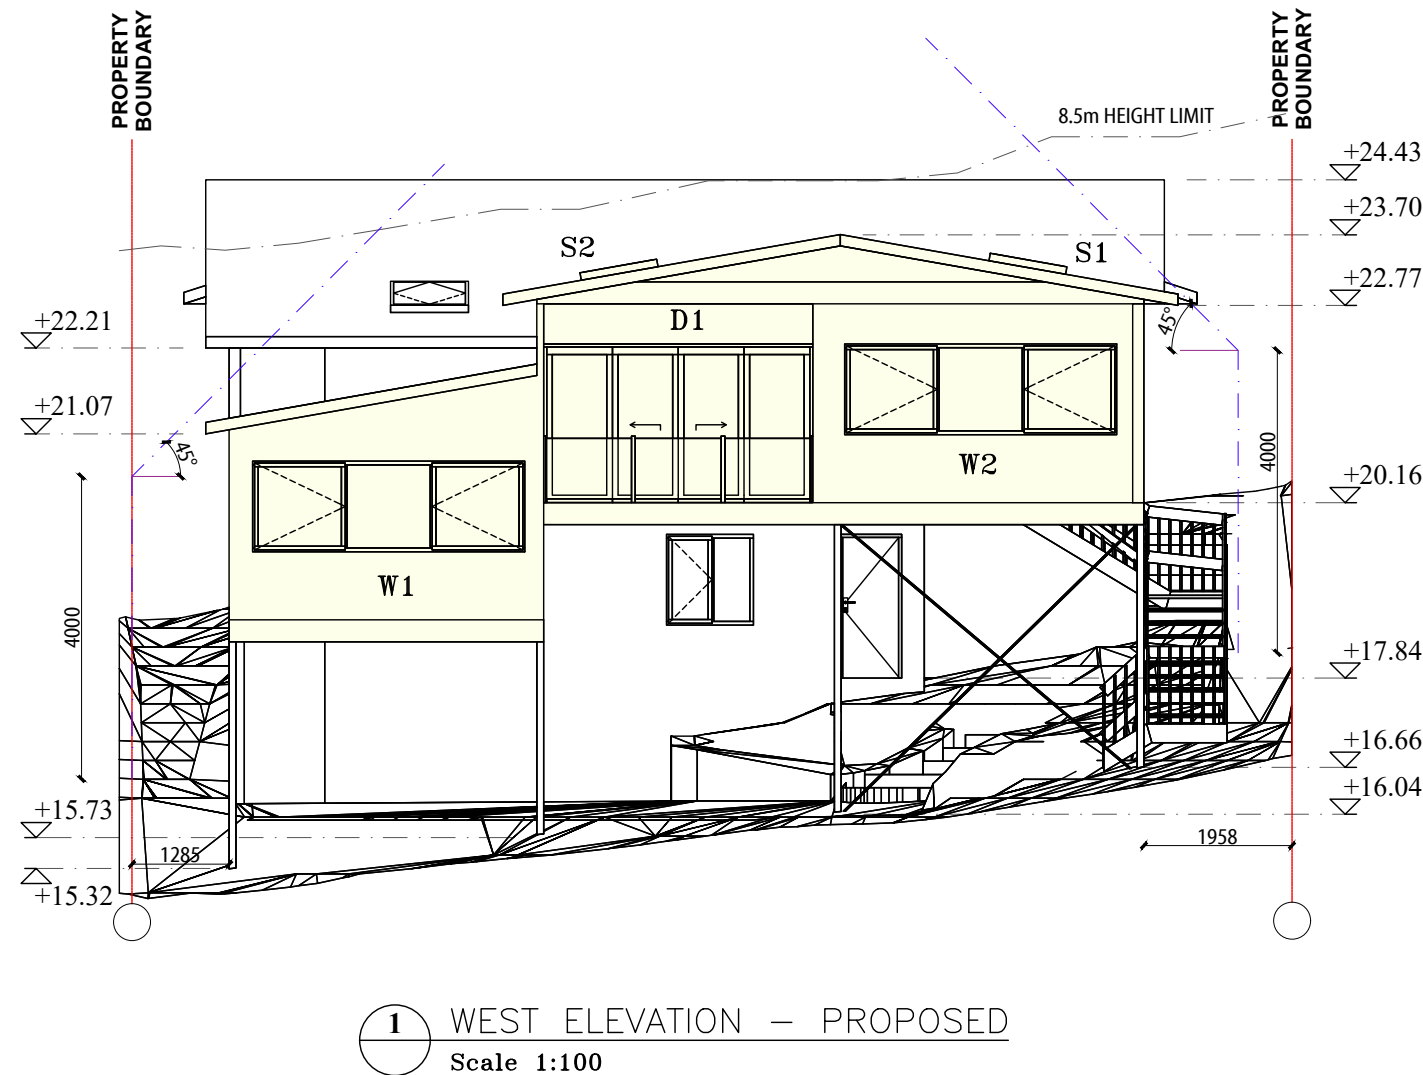 PROPERTY
BOUNDARY
PROPERTY
BOUNDARY
8.5m HEIGHT LIMIT
+24.43
+23.70
+22.77
+22.21
+21.07
S2
S1
D1
45°
45°
W2
W1
4000
4000
+20.16
+17.84
+16.66
+16.04
+15.73
+15.32
1285
1958
1
WEST ELEVATION – PROPOSED
Scale 1:100